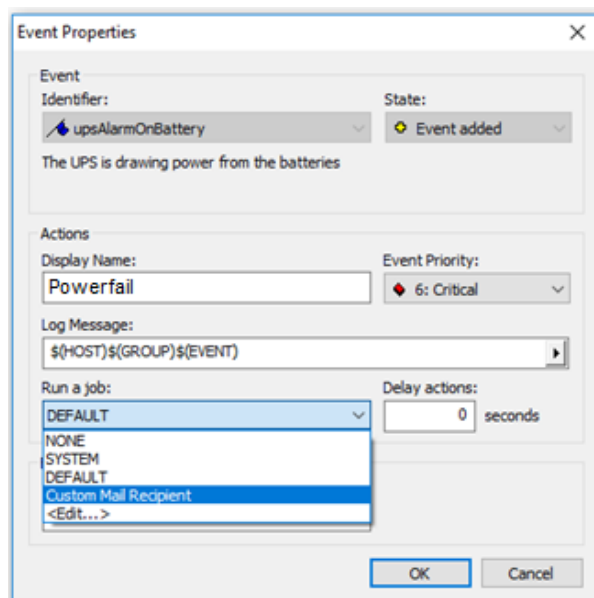 Event Properties
Event
Identifier: State:
upsAlarmOnBattery Event added
The UPS is drawing power from the batteries
Actions
Display Name: Event Priority:
Powerfail 6: Critical
Log Message:
$(HOST)$(GROUP)$(EVENT)
Run a job: Delay actions:
DEFAULT 0 seconds
NONE
SYSTEM
DEFAULT
Custom Mail Recipient
<Edit...>
OK Cancel